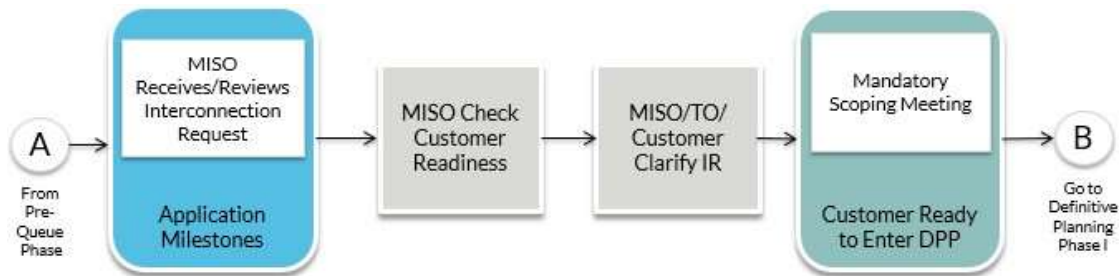 A
From
Pre-
Queue
Phase
MISO
Receives/Reviews
Interconnection
Request
Application
Milestones
MISO Check
Customer
Readiness
MISO/TO/
Customer
Clarify IR
Mandatory
Scoping Meeting
Customer Ready
to Enter DPP
B
Go to
Definitive
Planning
Phase I